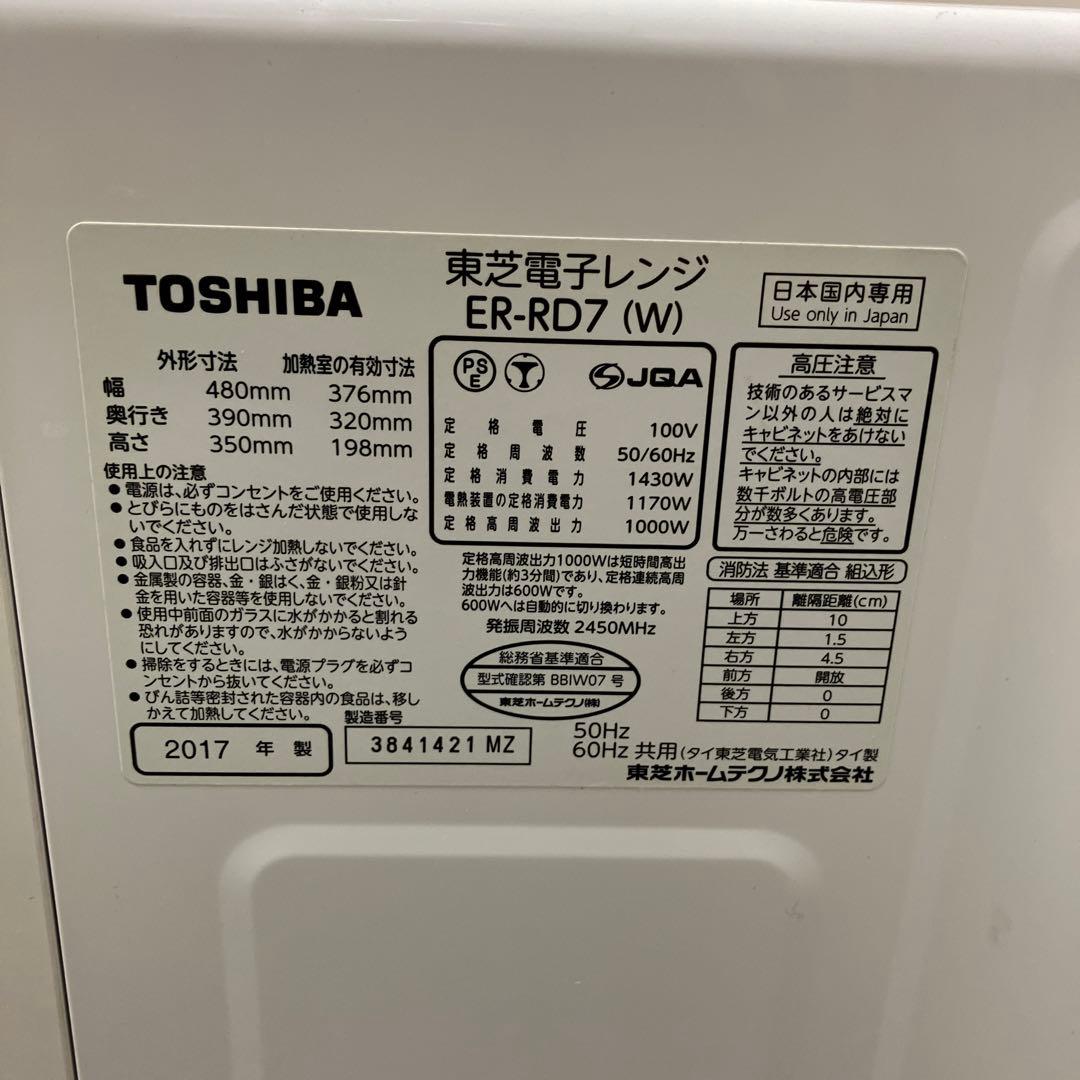 TOSHIBA
東芝電子レンジ
ER-RD7 (W)
日本国内専用
Use only in Japan
外形寸法 加熱室の有効寸法
幅 480mm 376mm
奥行き 390mm 320mm
高さ 350mm 198mm
使用上の注意
●電源は、必ずコンセントをご使用ください。
●とびらにものをはさんだ状態で使用しな
いでください。
●食品を入れずにレンジ加熱しないでください。
●吸入口及び排出口はふさがないでください。
●金属製の容器、金・銀はく、金・銀粉又は針
金を用いた容器等を使用しないでください。
●使用中前面のガラスに水がかかると割れる
恐れがありますので、水がかからないよう
にしてください。
●掃除をするときには、電源プラグを必ずコ
ンセントから抜いてください。
●びん詰等密封された容器内の食品は、移し
かえて加熱してください。
2017 年 製
製造番号
3841421 MZ
PSE
JQA
定格電圧 100V
定格周波数 50/60Hz
定格消費電力 1430W
電熱装置の定格消費電力 1170W
定格高周波出力 1000W
定格高周波出力1000Wは短時間高出
力機能(約3分間)であり、定格連続高周
波出力は600Wです。
600Wへは自動的に切り換わります。
発振周波数 2450MHz
総務省基準適合
型式確認第 BBIW07 号
東芝ホームテクノ(株)
高圧注意
技術のあるサービスマ
ン以外の人は絶対に
キャビネットをあけない
でください。
キャビネットの内部には
数千ボルトの高電圧部
分が数多くあります。
万一さわると危険です。
消防法 基準適合 組込形
場所 離隔距離(cm)
上方 10
左方 1.5
右方 4.5
前方 開放
後方 0
下方 0
50Hz
60Hz 共用 (タイ東芝電気工業社) タイ製
東芝ホームテクノ株式会社